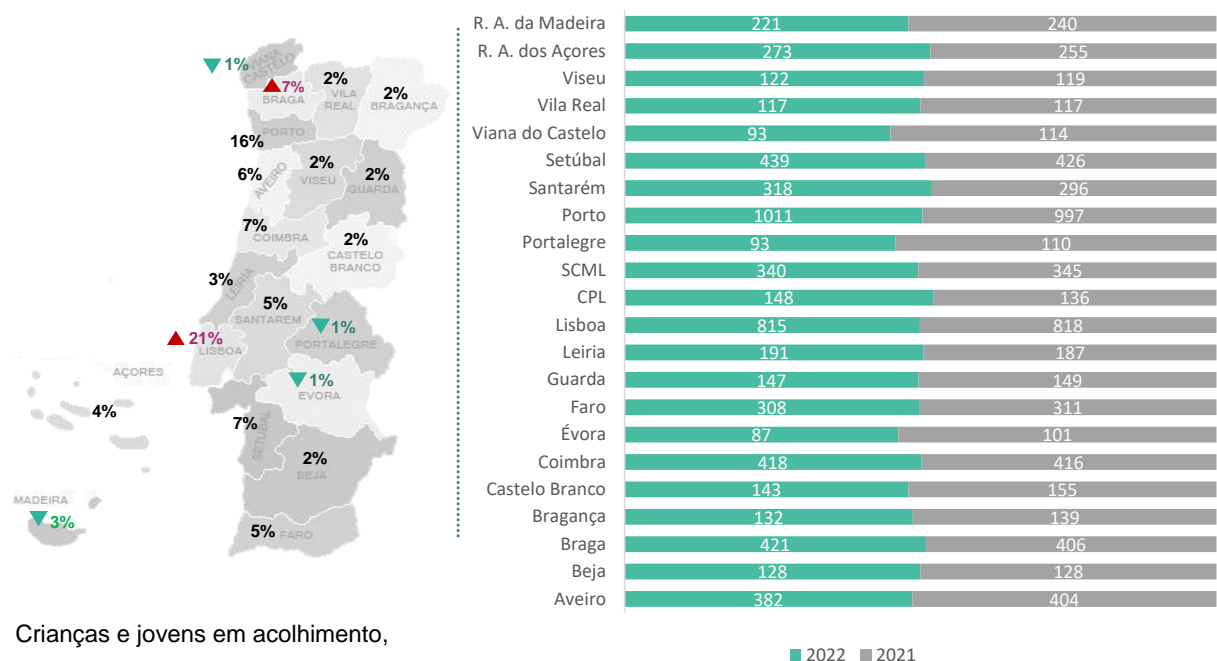 1%
VIANA
CASTELO
7%
BRAGA
2%
VILA
REAL
2%
BRAGANÇA
PORTO
16%
6%
AVEIRO
2%
VISEU
2%
GUARDA
7%
COIMBRA
2%
CASTELO
BRANCO
3%
LEIRIA
5%
SANTAREM
1%
PORTALEGRE
21%
LISBOA
AÇORES
4%
1%
EVORA
7%
SETUBAL
2%
BEJA
MADEIRA
3%
5% FARO
R. A. da Madeira 221 240
R. A. dos Açores 273 255
Viseu 122 119
Vila Real 117 117
Viana do Castelo 93 114
Setúbal 439 426
Santarém 318 296
Porto 1011 997
Portalegre 93 110
SCML 340 345
CPL 148 136
Lisboa 815 818
Leiria 191 187
Guarda 147 149
Faro 308 311
Évora 87 101
Coimbra 418 416
Castelo Branco 143 155
Bragança 132 139
Braga 421 406
Beja 128 128
Aveiro 382 404
2022 2021
Crianças e jovens em acolhimento,